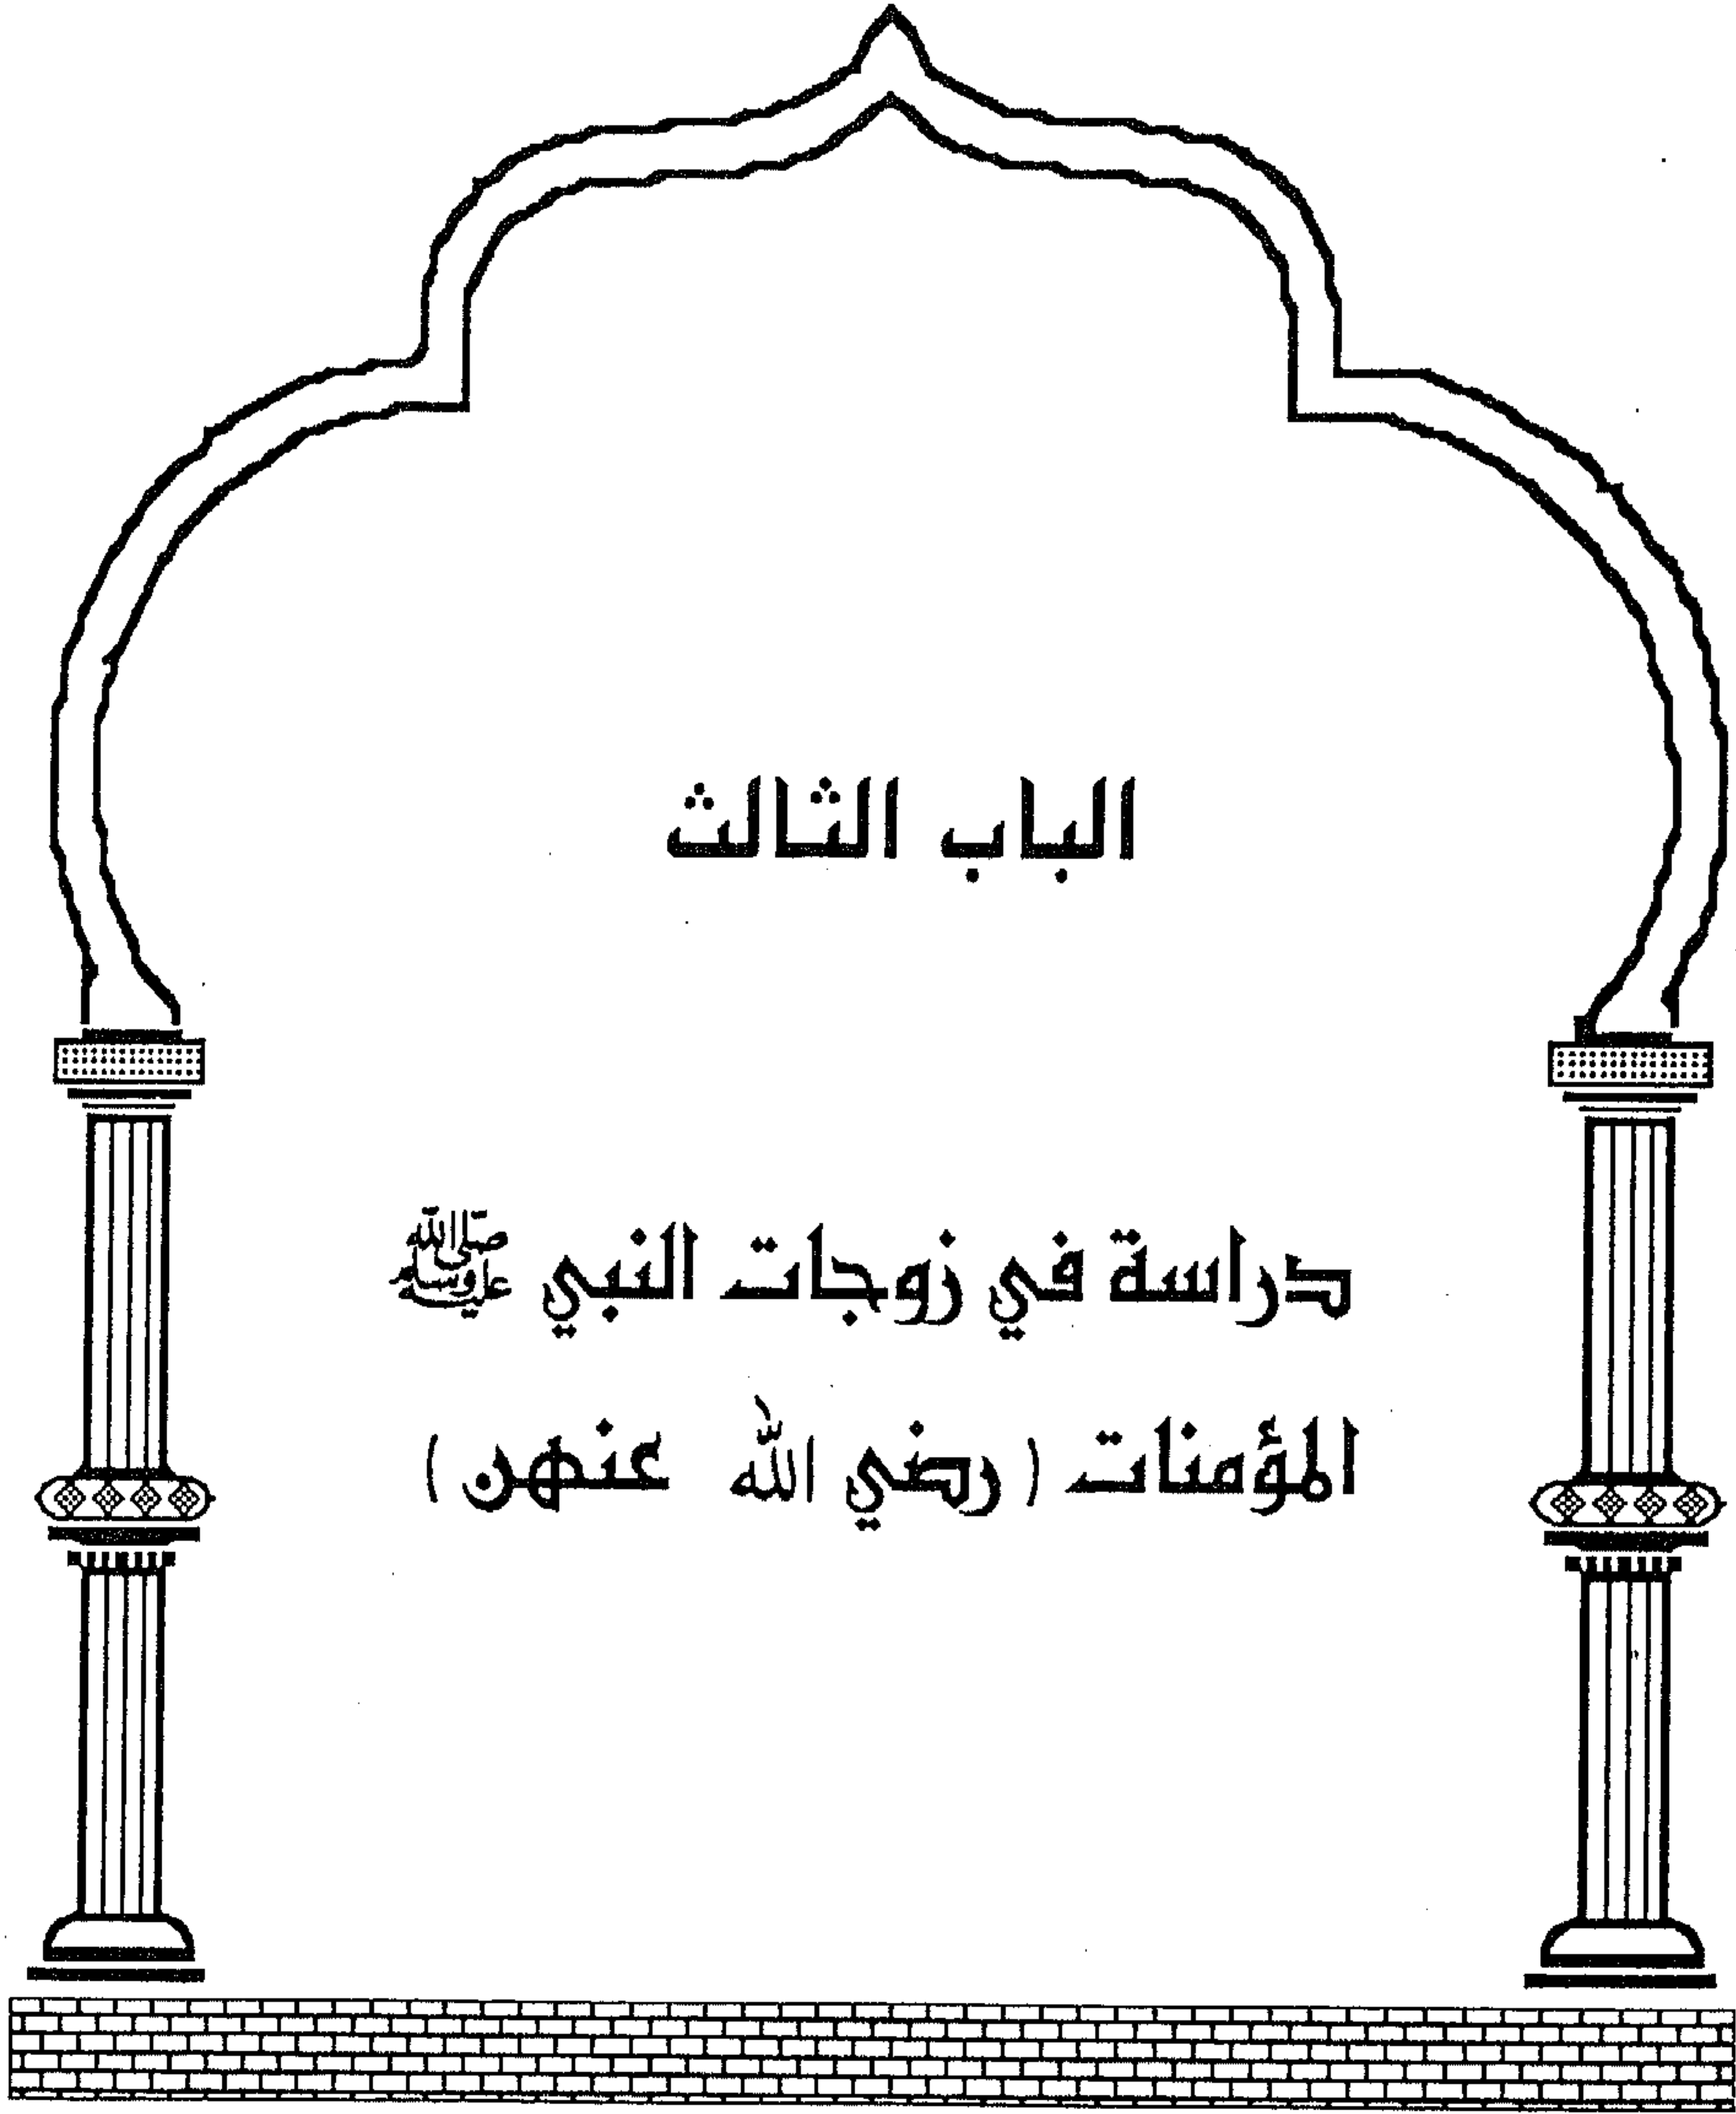 الباب الثالث
دراسة في زوجات النبي ﷺ
المؤمنات (رضي الله عنهن)